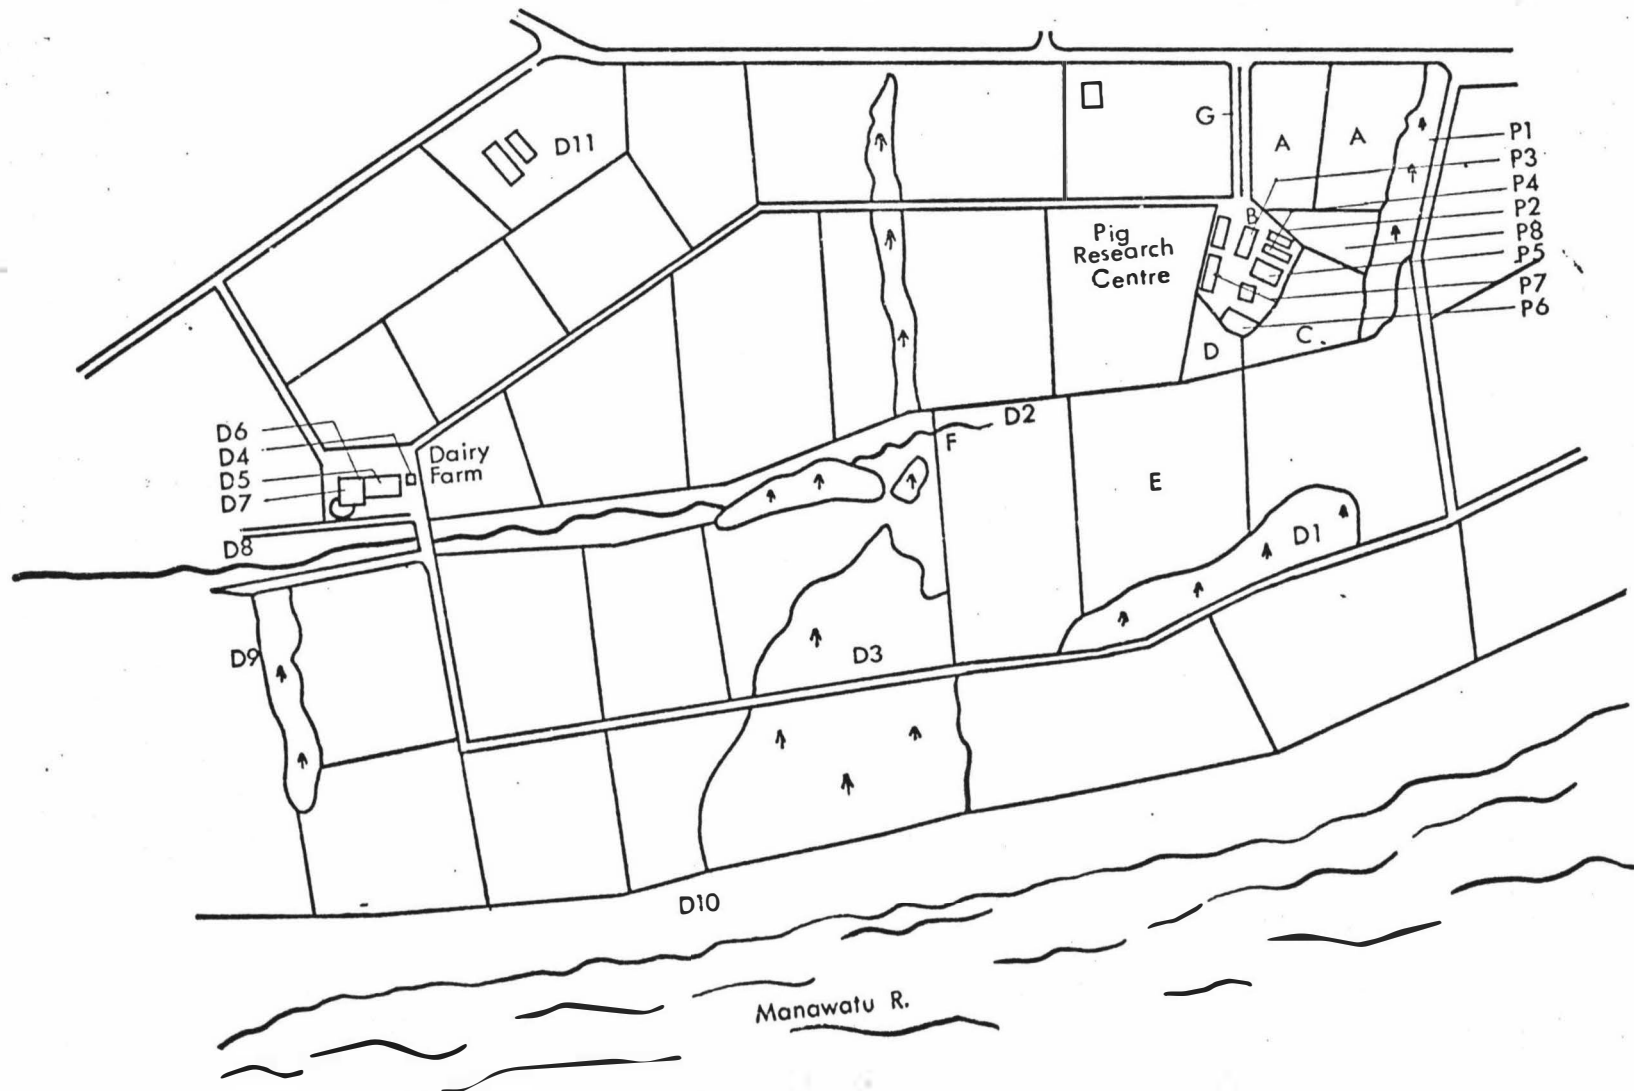 D11
G
A
A
P1
P3
P4
P2
P8
P5
P7
P6
B
Pig
Research
Centre
D
C
D6
D4
D5
D7
Dairy
Farm
D2
F
E
D8
D1
D9
D3
D10
Manawatu R.